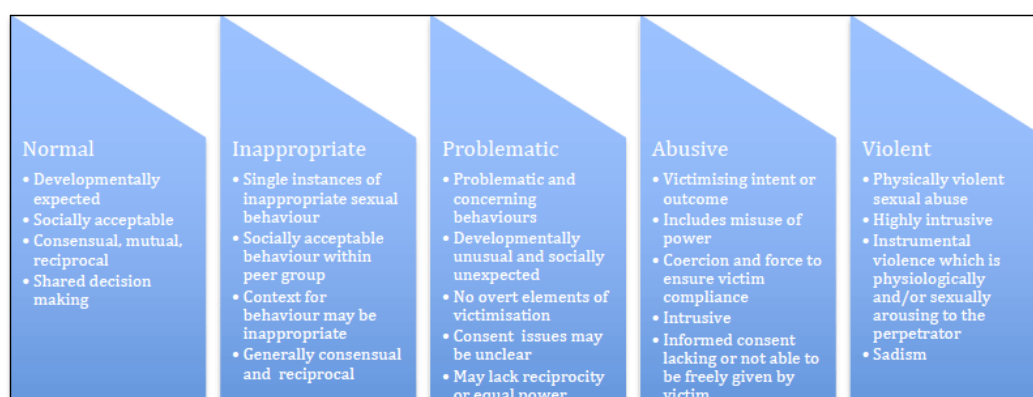 Normal
• Developmentally
expected
• Socially acceptable
• Consensual, mutual,
reciprocal
• Shared decision
making
Inappropriate
• Single instances of
inappropriate sexual
behaviour
• Socially acceptable
behaviour within
peer group
• Context for
behaviour may be
inappropriate
• Generally consensual
and reciprocal
Problematic
• Problematic and
concerning
behaviours
• Developmentally
unusual and socially
unexpected
• No overt elements of
victimisation
• Consent issues may
be unclear
• May lack reciprocity
or equal power
Abusive
• Victimising intent or
outcome
• Includes misuse of
power
• Coercion and force to
ensure victim
compliance
• Intrusive
• Informed consent
lacking or not able to
be freely given by
victim
Violent
• Physically violent
sexual abuse
• Highly intrusive
• Instrumental
violence which is
physiologically
and/or sexually
arousing to the
perpetrator
• Sadism